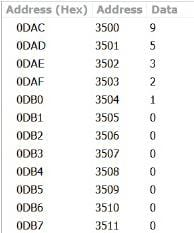 Address (Hex) Address Data
0DAC 3500 9
0DAD 3501 5
0DAE 3502 3
0DAF 3503 2
0DB0 3504 1
0DB1 3505 0
0DB2 3506 0
0DB3 3507 0
0DB4 3508 0
0DB5 3509 0
0DB6 3510 0
0DB7 3511 0